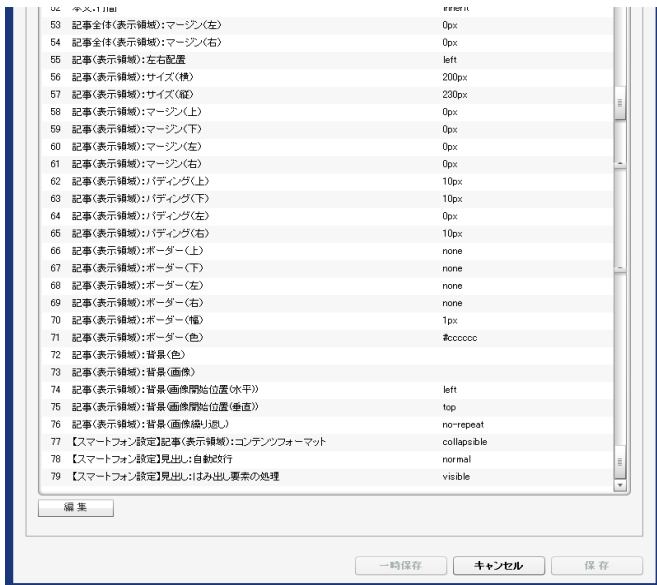 53 記事全体(表示領域):マージン(左) 0px
54 記事全体(表示領域):マージン(右) 0px
55 記事(表示領域):左右配置 left
56 記事(表示領域):サイズ(横) 200px
57 記事(表示領域):サイズ(縦) 230px
58 記事(表示領域):マージン(上) 0px
59 記事(表示領域):マージン(下) 0px
60 記事(表示領域):マージン(左) 0px
61 記事(表示領域):マージン(右) 0px
62 記事(表示領域):パディング(上) 10px
63 記事(表示領域):パディング(下) 10px
64 記事(表示領域):パディング(左) 0px
65 記事(表示領域):パディング(右) 10px
66 記事(表示領域):ボーダー(上) none
67 記事(表示領域):ボーダー(下) none
68 記事(表示領域):ボーダー(左) none
69 記事(表示領域):ボーダー(右) none
70 記事(表示領域):ボーダー(幅) 1px
71 記事(表示領域):ボーダー(色) #cccccc
72 記事(表示領域):背景(色)
73 記事(表示領域):背景(画像)
74 記事(表示領域):背景(画像開始位置(水平)) left
75 記事(表示領域):背景(画像開始位置(垂直)) top
76 記事(表示領域):背景(画像繰り返し) no-repeat
77 【スマートフォン設定】記事(表示領域):コンテンツフォーマット collapsible
78 【スマートフォン設定】見出し:自動改行 normal
79 【スマートフォン設定】見出し:はみ出し要素の処理 visible
編集
一時保存 キャンセル 保存